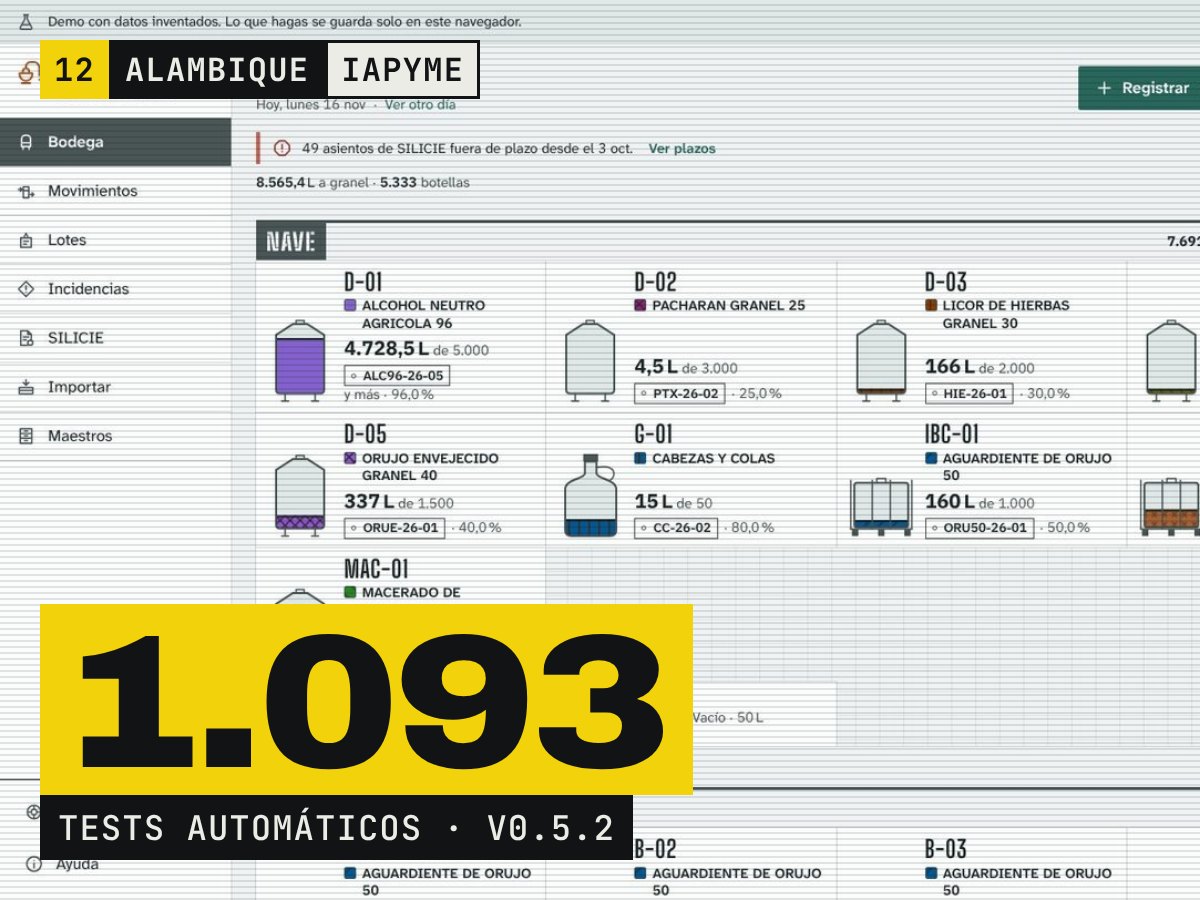 Demo con datos inventados. Lo que hagas se guarda solo en este navegador.
12 ALAMBIQUE IAPYME
Hoy, lunes 16 nov · Ver otro día
+ Registrar
Bodega
49 asientos de SILICIE fuera de plazo desde el 3 oct. Ver plazos
8.565,4 L a granel · 5.333 botellas
Movimientos
Lotes
Incidencias
SILICIE
Importar
Maestros
NAVE
D-01
ALCOHOL NEUTRO
AGRICOLA 96
4.728,5 L de 5.000
ALC96-26-05
y más · 96,0 %
D-02
PACHARAN GRANEL 25
4,5 L de 3.000
PTX-26-02 · 25,0 %
D-03
LICOR DE HIERBAS
GRANEL 30
166 L de 2.000
HIE-26-01 · 30,0 %
D-05
ORUJO ENVEJECIDO
GRANEL 40
337 L de 1.500
ORUE-26-01 · 40,0 %
G-01
CABEZAS Y COLAS
15 L de 50
CC-26-02 · 80,0 %
IBC-01
AGUARDIENTE DE ORUJO
50
160 L de 1.000
ORU50-26-01 · 50,0 %
MAC-01
MACERADO DE
Vacío · 50 L
1.093
TESTS AUTOMÁTICOS · V0.5.2
Ayuda
AGUARDIENTE DE ORUJO
50
B-02
AGUARDIENTE DE ORUJO
50
B-03
AGUARDIENTE DE ORUJO
50